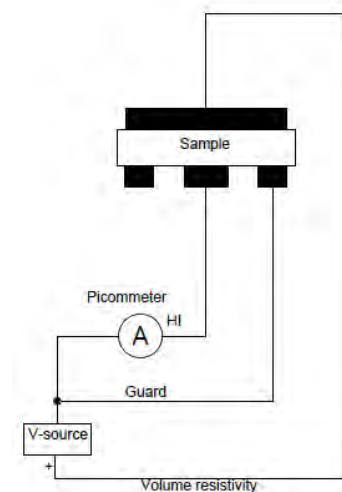 Sample
Picommeter
HI
A
Guard
V-source
+
Volume resistivity